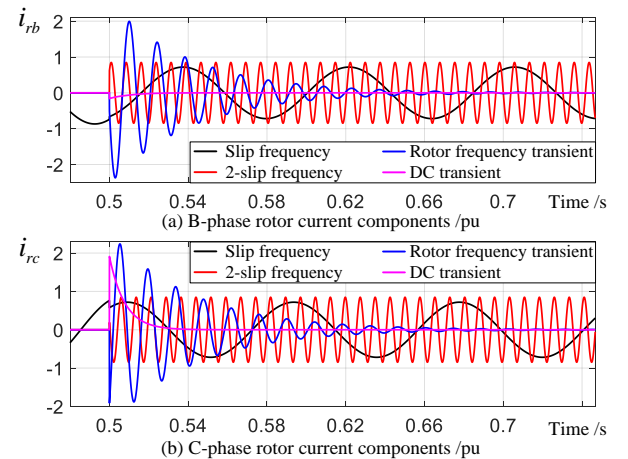 i_rb
2
1
0
-1
-2
Slip frequency
Rotor frequency transient
2-slip frequency
DC transient
0.5 0.54 0.58 0.62 0.66 0.7 Time /s
(a) B-phase rotor current components /pu
i_rc
2
Slip frequency
Rotor frequency transient
2-slip frequency
DC transient
1
0
-1
-2
0.5 0.54 0.58 0.62 0.66 0.7 Time /s
(b) C-phase rotor current components /pu